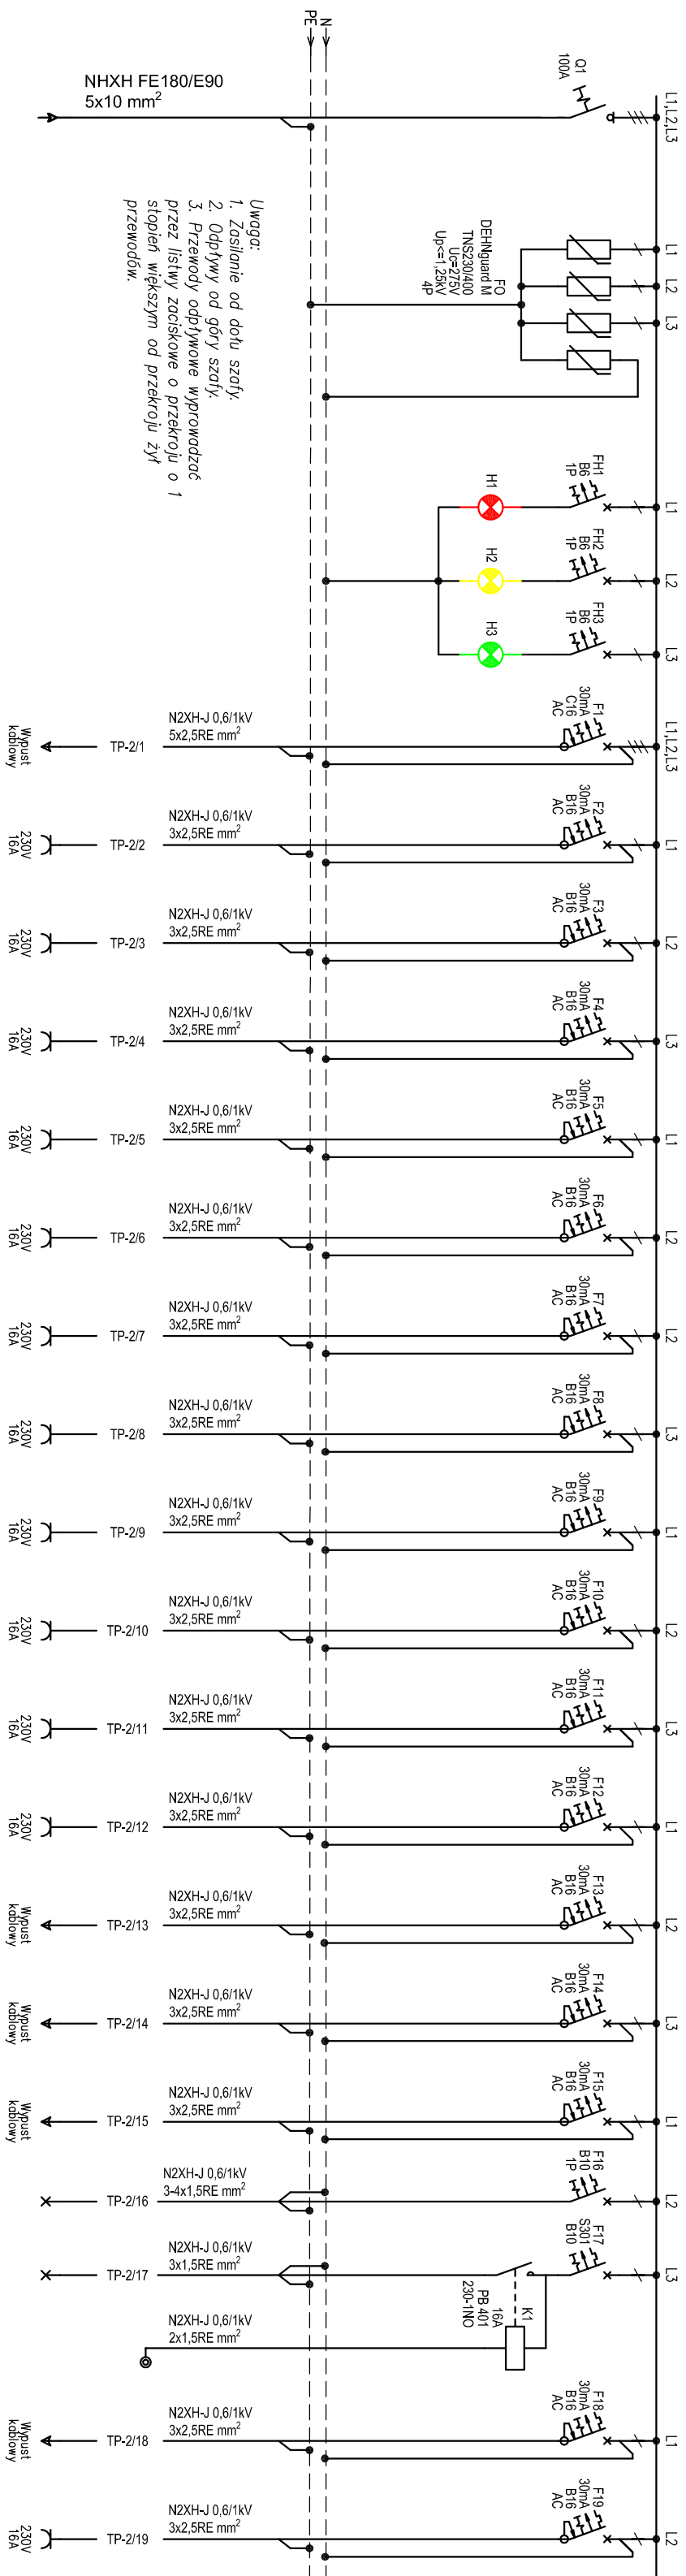 PE
N
NHXH FE180/E90
5x10 mm²
Q1
100A
L1,L2,L3
Uwaga:
1. Zasilanie od dołu szafy.
2. Odpływy od góry szafy.
3. Przewody odpływowe wyprowadzać
przez listwy zaciskowe o przekroju o 1
stopień większym od przekroju żył
przewodów.
FO
DEHNguard M
TNS230/400
Uc=275V
Up<=1,25kV
4P
L1
L2
L3
FH1
B6
1P
H1
L1
FH2
B6
1P
H2
L2
FH3
B6
1P
H3
L3
Wypust
kablowy
TP-2/1
N2XH-J 0,6/1kV
5x2,5RE mm²
F1
30mA
C16
AC
L1,L2,L3
230V
16A
TP-2/2
N2XH-J 0,6/1kV
3x2,5RE mm²
F2
30mA
B16
AC
L1
230V
16A
TP-2/3
N2XH-J 0,6/1kV
3x2,5RE mm²
F3
30mA
B16
AC
L2
230V
16A
TP-2/4
N2XH-J 0,6/1kV
3x2,5RE mm²
F4
30mA
B16
AC
L3
230V
16A
TP-2/5
N2XH-J 0,6/1kV
3x2,5RE mm²
F5
30mA
B16
AC
L1
230V
16A
TP-2/6
N2XH-J 0,6/1kV
3x2,5RE mm²
F6
30mA
B16
AC
L2
230V
16A
TP-2/7
N2XH-J 0,6/1kV
3x2,5RE mm²
F7
30mA
B16
AC
L2
230V
16A
TP-2/8
N2XH-J 0,6/1kV
3x2,5RE mm²
F8
30mA
B16
AC
L3
230V
16A
TP-2/9
N2XH-J 0,6/1kV
3x2,5RE mm²
F9
30mA
B16
AC
L1
230V
16A
TP-2/10
N2XH-J 0,6/1kV
3x2,5RE mm²
F10
30mA
B16
AC
L2
230V
16A
TP-2/11
N2XH-J 0,6/1kV
3x2,5RE mm²
F11
30mA
B16
AC
L3
230V
16A
TP-2/12
N2XH-J 0,6/1kV
3x2,5RE mm²
F12
30mA
B16
AC
L1
Wypust
kablowy
TP-2/13
N2XH-J 0,6/1kV
3x2,5RE mm²
F13
30mA
B16
AC
L2
Wypust
kablowy
TP-2/14
N2XH-J 0,6/1kV
3x2,5RE mm²
F14
30mA
B16
AC
L3
Wypust
kablowy
TP-2/15
N2XH-J 0,6/1kV
3x2,5RE mm²
F15
30mA
B16
AC
L1
TP-2/16
N2XH-J 0,6/1kV
3-4x1,5RE mm²
F16
B10
1P
L2
TP-2/17
N2XH-J 0,6/1kV
3x1,5RE mm²
F17
S301
B10
L3
N2XH-J 0,6/1kV
2x1,5RE mm²
K1
16A
PB 401
230-1NO
Wypust
kablowy
TP-2/18
N2XH-J 0,6/1kV
3x2,5RE mm²
F18
30mA
B16
AC
L1
230V
16A
TP-2/19
N2XH-J 0,6/1kV
3x2,5RE mm²
F19
30mA
B16
AC
L2